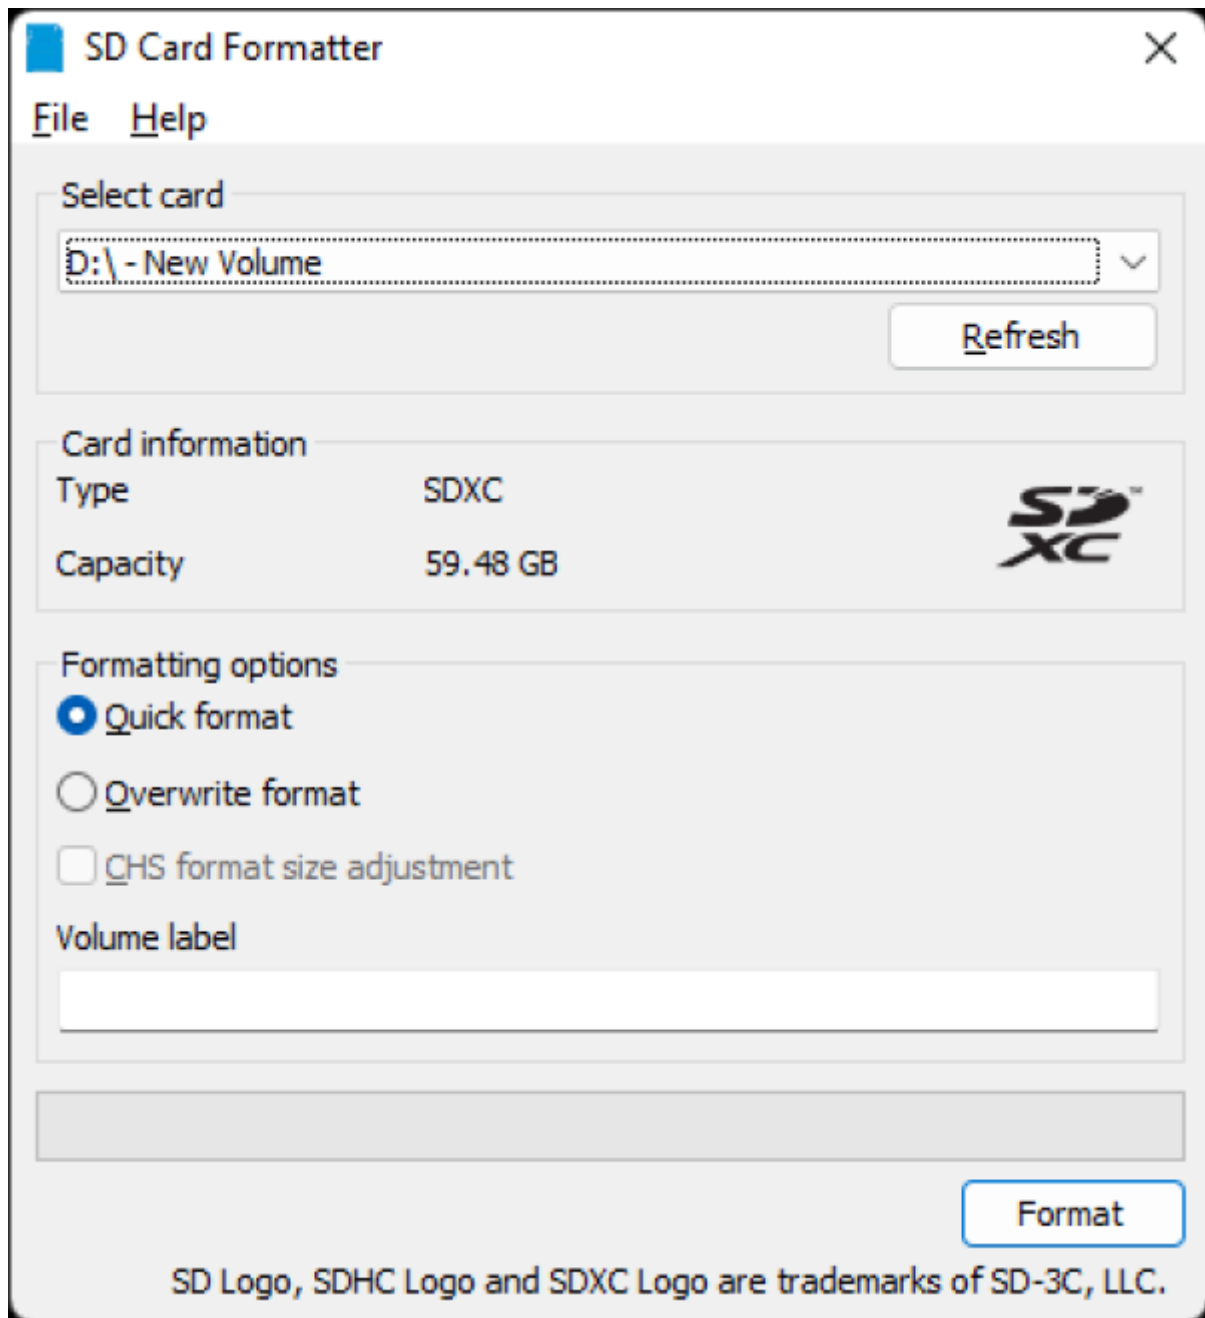 SD Card Formatter
File Help
Select card
D:\ - New Volume
Refresh
Card information
Type SDXC
Capacity 59.48 GB
SD XC™
Formatting options
Quick format
Overwrite format
CHS format size adjustment
Volume label
Format
SD Logo, SDHC Logo and SDXC Logo are trademarks of SD-3C, LLC.